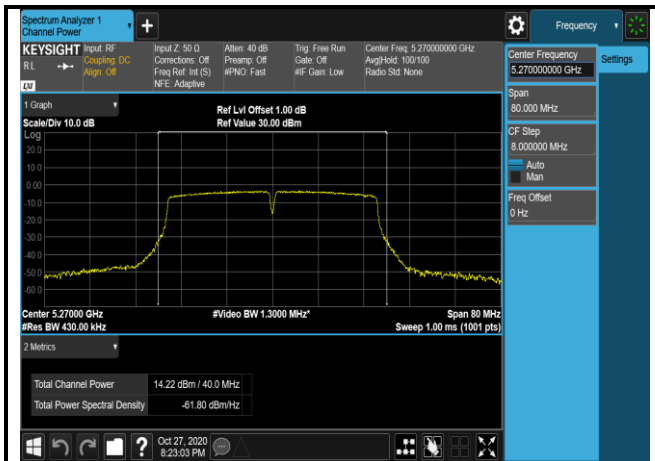 Spectrum Analyzer 1
Channel Power
+
Frequency
KEYSIGHT
RL
LXI
Input: RF
Coupling: DC
Align: Off
Input Z: 50 Ω
Corrections: Off
Freq Ref: Int (S)
NFE: Adaptive
Atten: 40 dB
Preamp: Off
#PNO: Fast
Trig: Free Run
Gate: Off
#IF Gain: Low
Center Freq: 5.270000000 GHz
Avg|Hold: 100/100
Radio Std: None
Center Frequency
5.270000000 GHz
Settings
Span
80.000 MHz
CF Step
8.000000 MHz
Auto
Man
Freq Offset
0 Hz
1 Graph
Scale/Div 10.0 dB
Ref Lvl Offset 1.00 dB
Ref Value 30.00 dBm
Log
20.0
10.0
0.00
-10.0
-20.0
-30.0
-40.0
-50.0
-60.0
Center 5.27000 GHz
#Video BW 1.3000 MHz*
Span 80 MHz
#Res BW 430.00 kHz
Sweep 1.00 ms (1001 pts)
2 Metrics
Total Channel Power 14.22 dBm / 40.0 MHz
Total Power Spectral Density -61.80 dBm/Hz
?
Oct 27, 2020
8:23:03 PM